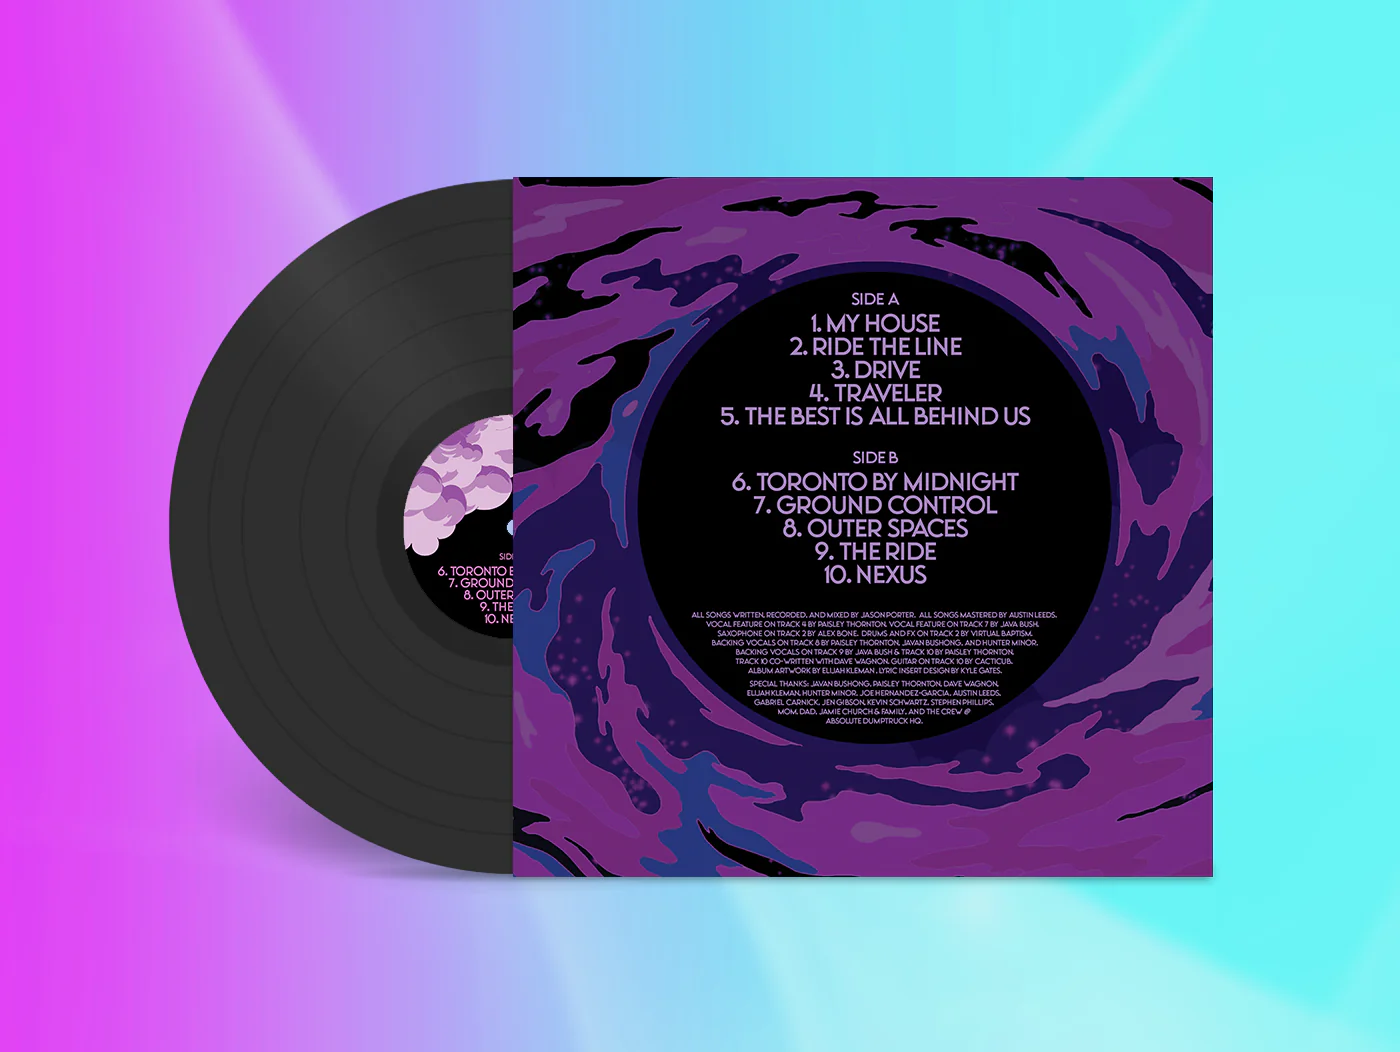 SIDE A
1. MY HOUSE
2. RIDE THE LINE
3. DRIVE
4. TRAVELER
5. THE BEST IS ALL BEHIND US
SIDE B
6. TORONTO BY MIDNIGHT
7. GROUND CONTROL
8. OUTER SPACES
9. THE RIDE
10. NEXUS
ALL SONGS WRITTEN, RECORDED, AND MIXED BY JASON PORTER. ALL SONGS MASTERED BY AUSTIN LEEDS.
VOCAL FEATURE ON TRACK 4 BY PAISLEY THORNTON. VOCAL FEATURE ON TRACK 7 BY JAVA BUSH.
SAXOPHONE ON TRACK 2 BY ALEX BONE. DRUMS AND FX ON TRACK 2 BY VIRTUAL BAPTISM.
BACKING VOCALS ON TRACK 8 BY PAISLEY THORNTON, JAVAN BUSHONG, AND HUNTER MINOR.
BACKING VOCALS ON TRACK 9 BY JAVA BUSH & TRACK 10 BY PAISLEY THORNTON.
TRACK 10 CO-WRITTEN WITH DAVE WAGNON. GUITAR ON TRACK 10 BY CACTICUB.
ALBUM ARTWORK BY ELIJAH KLEMAN. LYRIC INSERT DESIGN BY KYLE GATES.
SPECIAL THANKS: JAVAN BUSHONG, PAISLEY THORNTON, DAVE WAGNON,
ELIJAH KLEMAN, HUNTER MINOR, JOE HERNANDEZ-GARCIA, AUSTIN LEEDS,
GABRIEL CARNICK, JEN GIBSON, KEVIN SCHWARTZ, STEPHEN PHILLIPS,
MOM, DAD, JAMIE CHURCH & FAMILY, AND THE CREW @
ABSOLUTE DUMPTRUCK HQ.
SIDE
6. TORONTO B
7. GROUND
8. OUTER
9. THE
10. NE